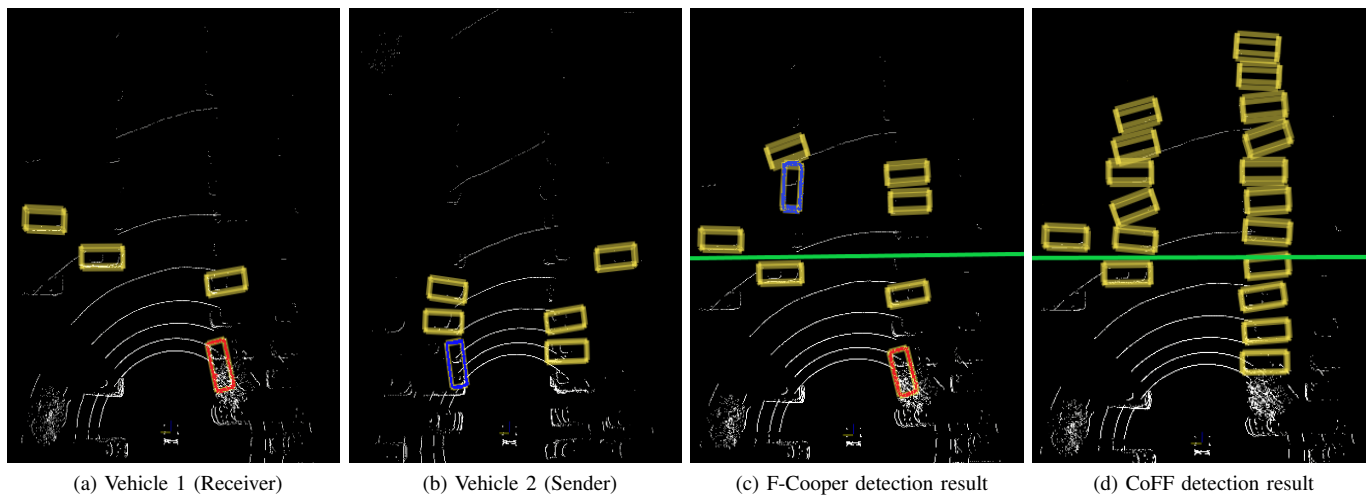 (a) Vehicle 1 (Receiver)
(b) Vehicle 2 (Sender)
(c) F-Cooper detection result
(d) CoFF detection result